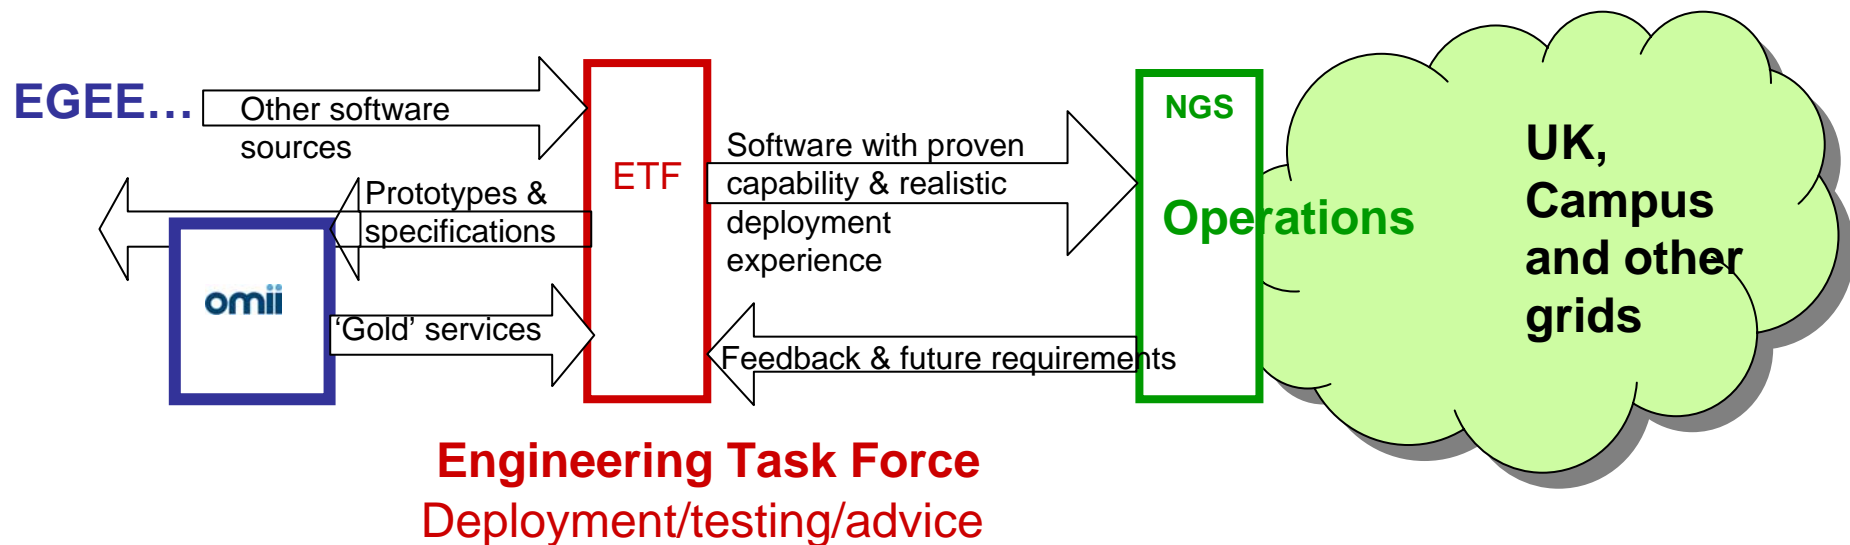 EGEE…
Other software
sources
Prototypes &
specifications
omii
‘Gold’ services
ETF
Software with proven
capability & realistic
deployment
experience
Feedback & future requirements
NGS
Operations
UK,
Campus
and other
grids
Engineering Task Force
Deployment/testing/advice